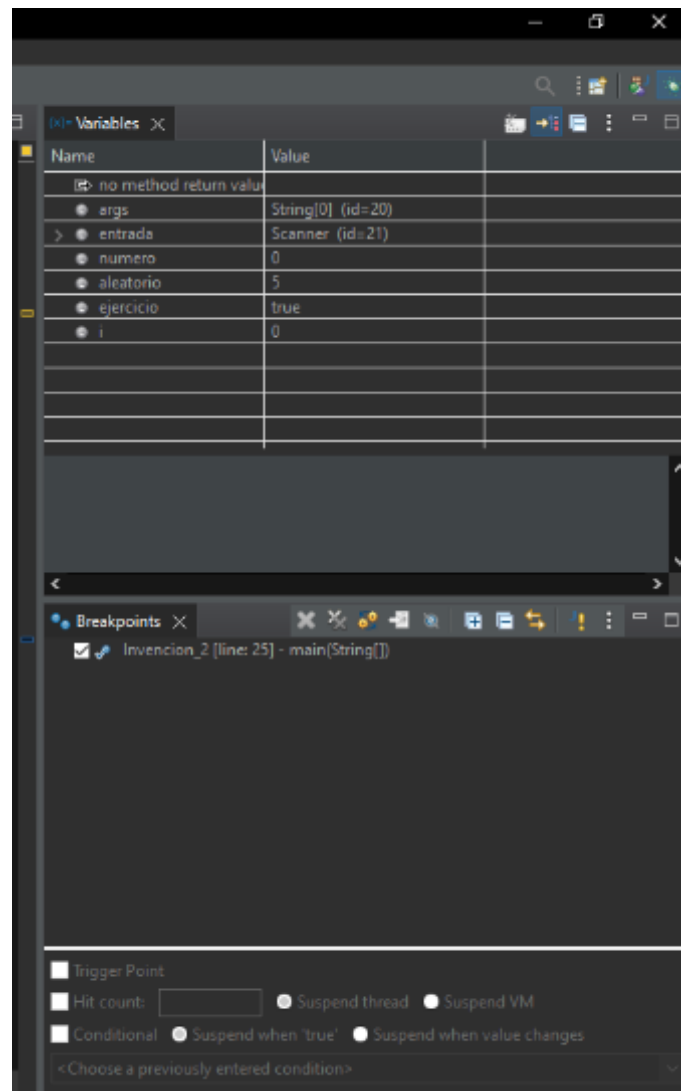 Variables
Name Value
no method return valu
args String[0] (id=20)
entrada Scanner (id=21)
numero 0
aleatorio 5
ejercicio true
i 0
Breakpoints
Invencion_2 [line: 25] - main(String[])
Trigger Point
Hit count: Suspend thread Suspend VM
Conditional Suspend when 'true' Suspend when value changes
<Choose a previously entered condition>